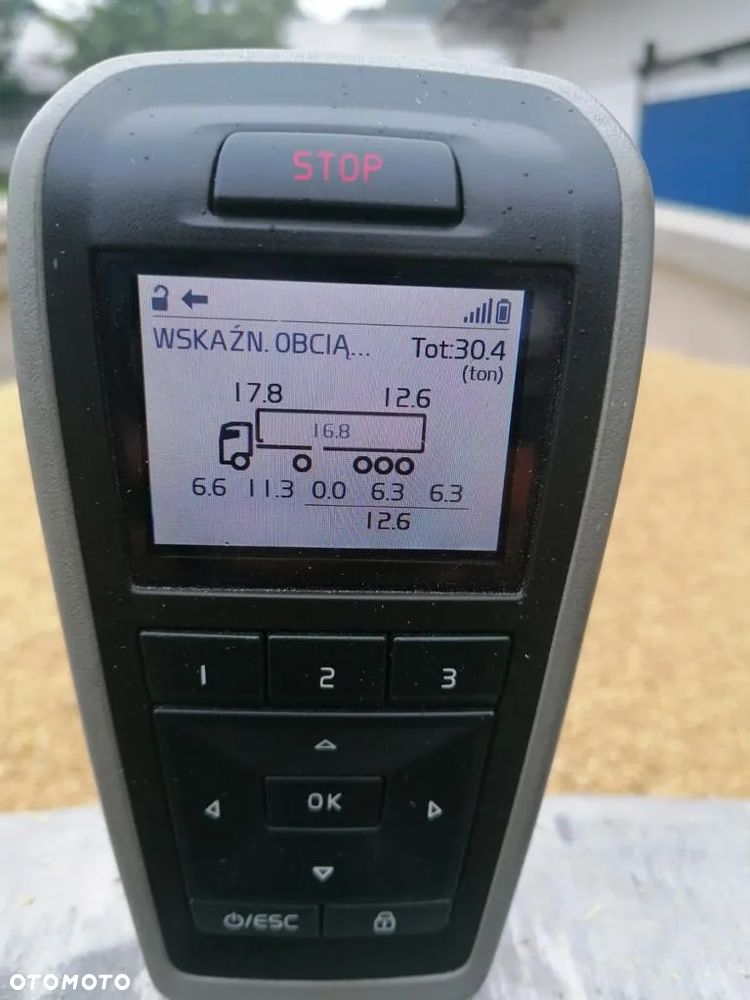 STOP
WSKAŹN. OBCIĄ... Tot:30.4
(ton)
17.8 12.6
16.8
6.6 11.3 0.0 6.3 6.3
12.6
1 2 3
OK
/ESC
OTOMOTO